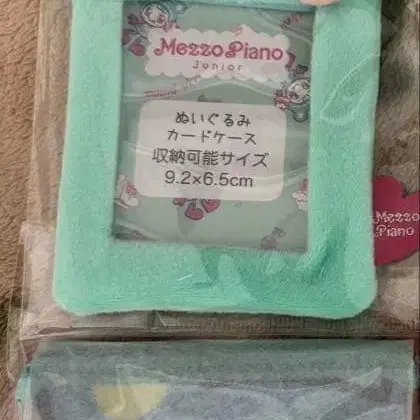 Mezzo Piano
Junior
ぬいぐるみ
カードケース
収納可能サイズ
9.2×6.5cm
Mezzo
Piano